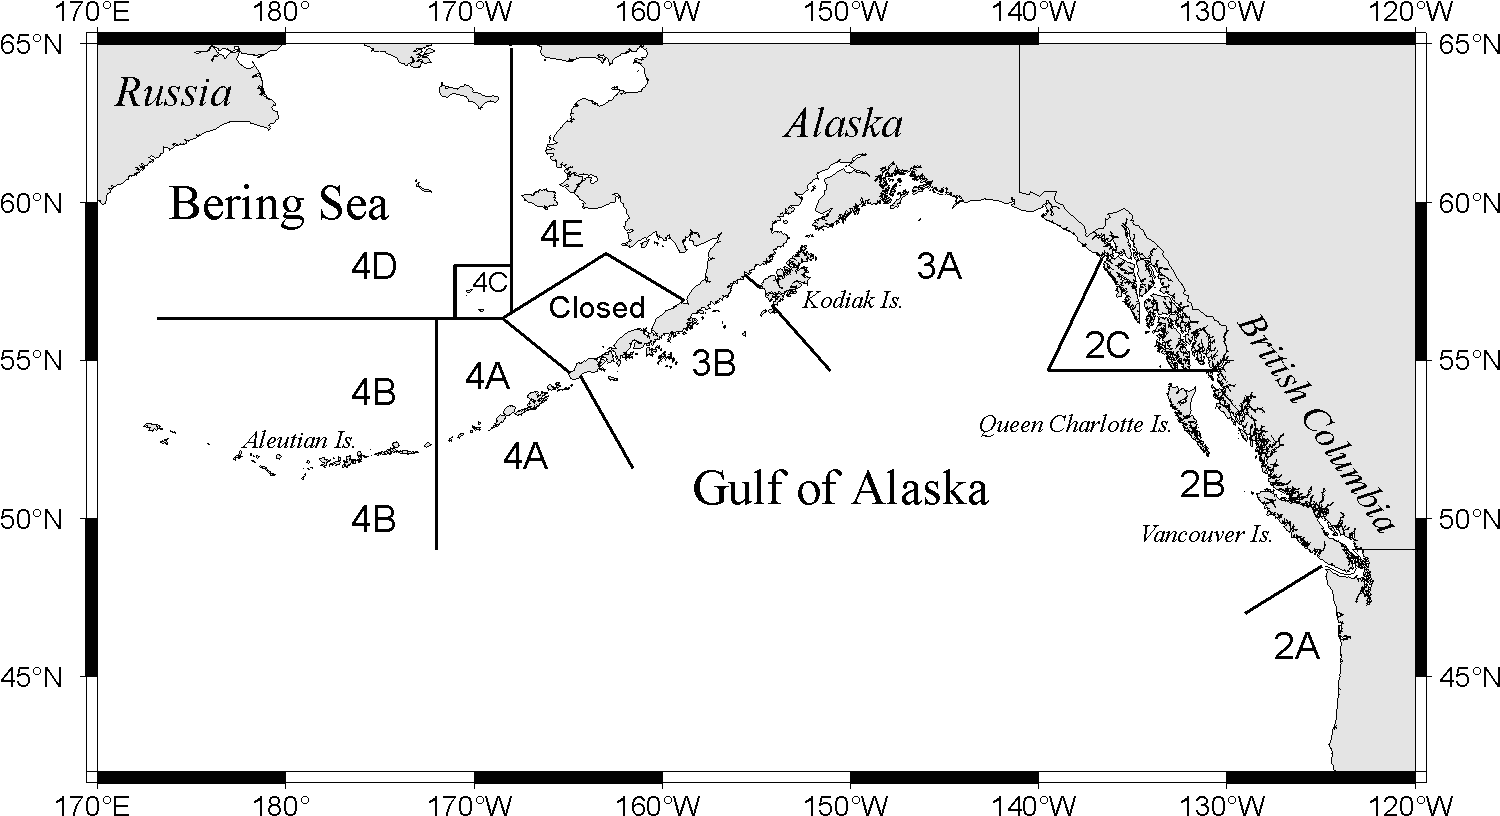 170°E 180° 170°W 160°W 150°W 140°W 130°W 120°W
65°N 65°N
Russia
Alaska
Bering Sea
60°N 60°N
4E
4D
3A
4C
Kodiak Is.
Closed
British Columbia
2C
55°N 55°N
3B
4A
4B
Queen Charlotte Is.
Aleutian Is.
4A
Gulf of Alaska
2B
50°N 50°N
4B
Vancouver Is.
2A
45°N 45°N
170°E 180° 170°W 160°W 150°W 140°W 130°W 120°W